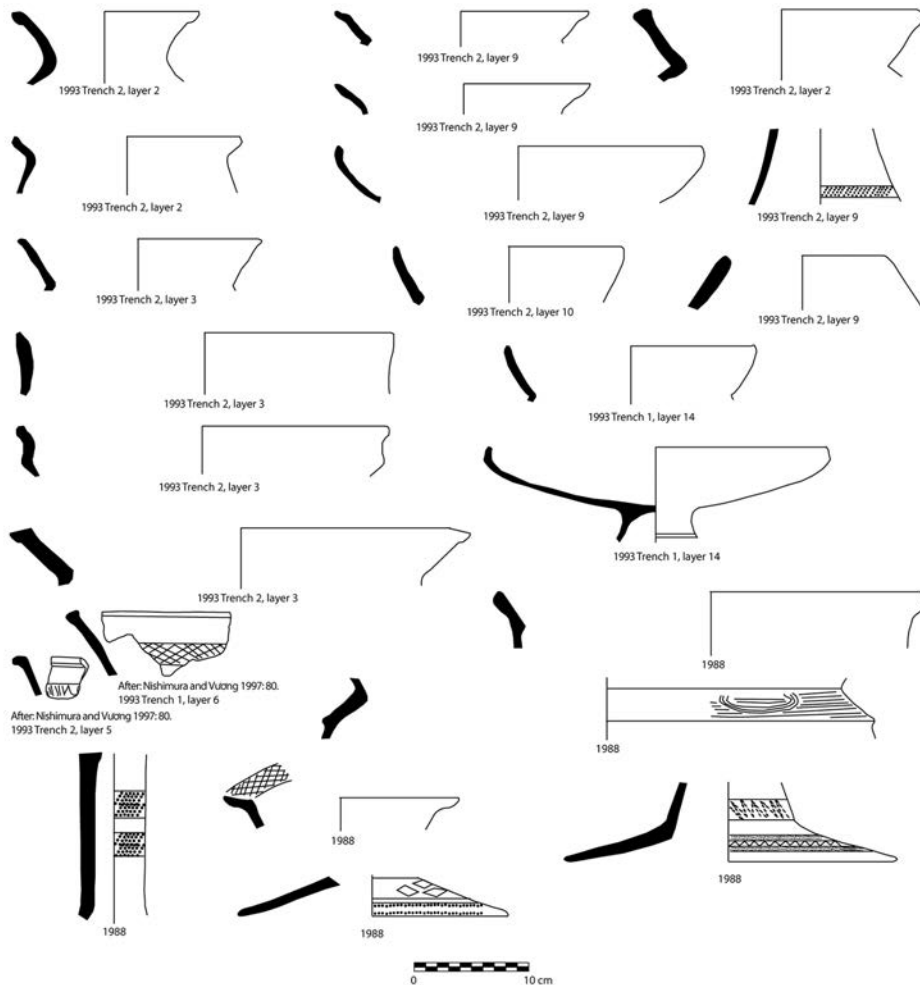 1993 Trench 2, layer 2
1993 Trench 2, layer 9
1993 Trench 2, layer 2
1993 Trench 2, layer 9
1993 Trench 2, layer 2
1993 Trench 2, layer 9
1993 Trench 2, layer 9
1993 Trench 2, layer 3
1993 Trench 2, layer 10
1993 Trench 2, layer 9
1993 Trench 2, layer 3
1993 Trench 1, layer 14
1993 Trench 2, layer 3
1993 Trench 1, layer 14
1993 Trench 2, layer 3
1988
After: Nishimura and Vương 1997: 80.
1993 Trench 1, layer 6
After: Nishimura and Vương 1997: 80.
1993 Trench 2, layer 5
1988
1988
1988
1988
1988
0 10 cm